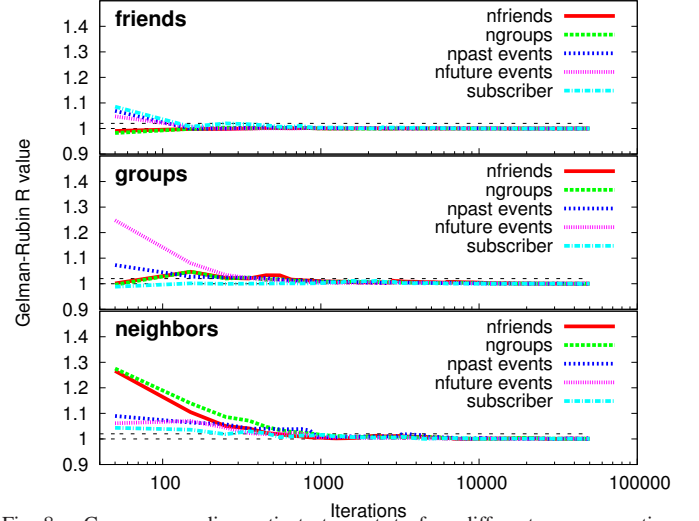 friends
1.4
1.3
1.2
1.1
1
0.9
nfriends
ngroups
npast events
nfuture events
subscriber
Gelman-Rubin R value
groups
1.4
1.3
1.2
1.1
1
0.9
nfriends
ngroups
npast events
nfuture events
subscriber
neighbors
1.4
1.3
1.2
1.1
1
0.9
nfriends
ngroups
npast events
nfuture events
subscriber
100 1000 10000 100000
Iterations
Fig. 8.